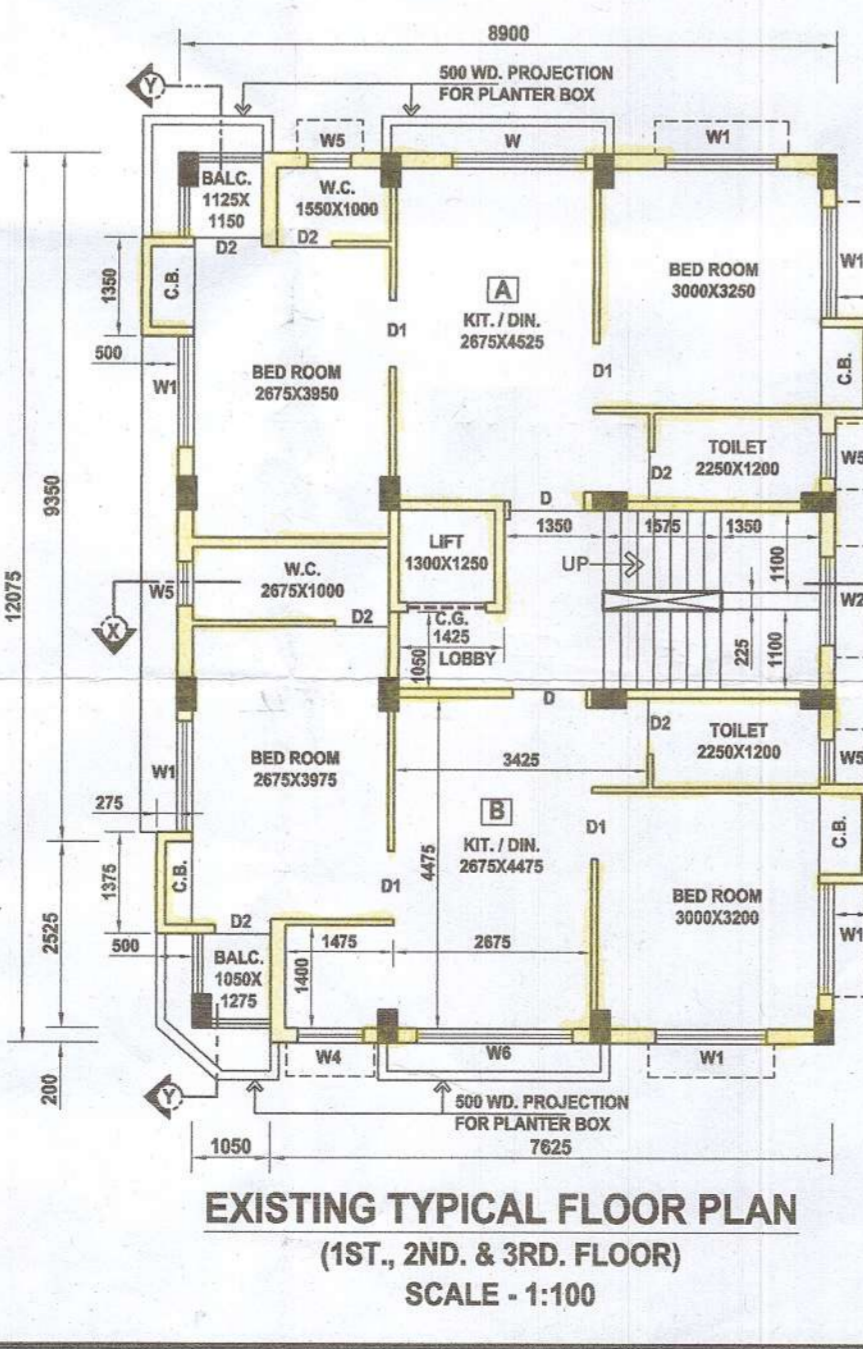 8900
500 WD. PROJECTION
FOR PLANTER BOX
Y
W5
W
W1
BALC.
1125X
1150
W.C.
1550X1000
D2
D2
C.B.
1350
500
W1
BED ROOM
2675X3950
D1
A
KIT. / DIN.
2675X4525
D1
BED ROOM
3000X3250
W1
C.B.
TOILET
2250X1200
D2
W5
D
1350
1575
1350
9350
12075
LIFT
1300X1250
UP
1100
W.C.
2675X1000
W5
X
D2
C.G.
1425
LOBBY
1050
225
1100
W2
D
D2
TOILET
2250X1200
W5
BED ROOM
2675X3975
W1
275
3425
B
KIT. / DIN.
2675X4475
4475
D1
D1
C.B.
C.B.
1375
2525
BED ROOM
3000X3200
W1
D2
500
BALC.
1050X
1275
1475
2675
1400
W4
W6
W1
200
Y
500 WD. PROJECTION
FOR PLANTER BOX
1050
7625
EXISTING TYPICAL FLOOR PLAN
(1ST., 2ND. & 3RD. FLOOR)
SCALE - 1:100